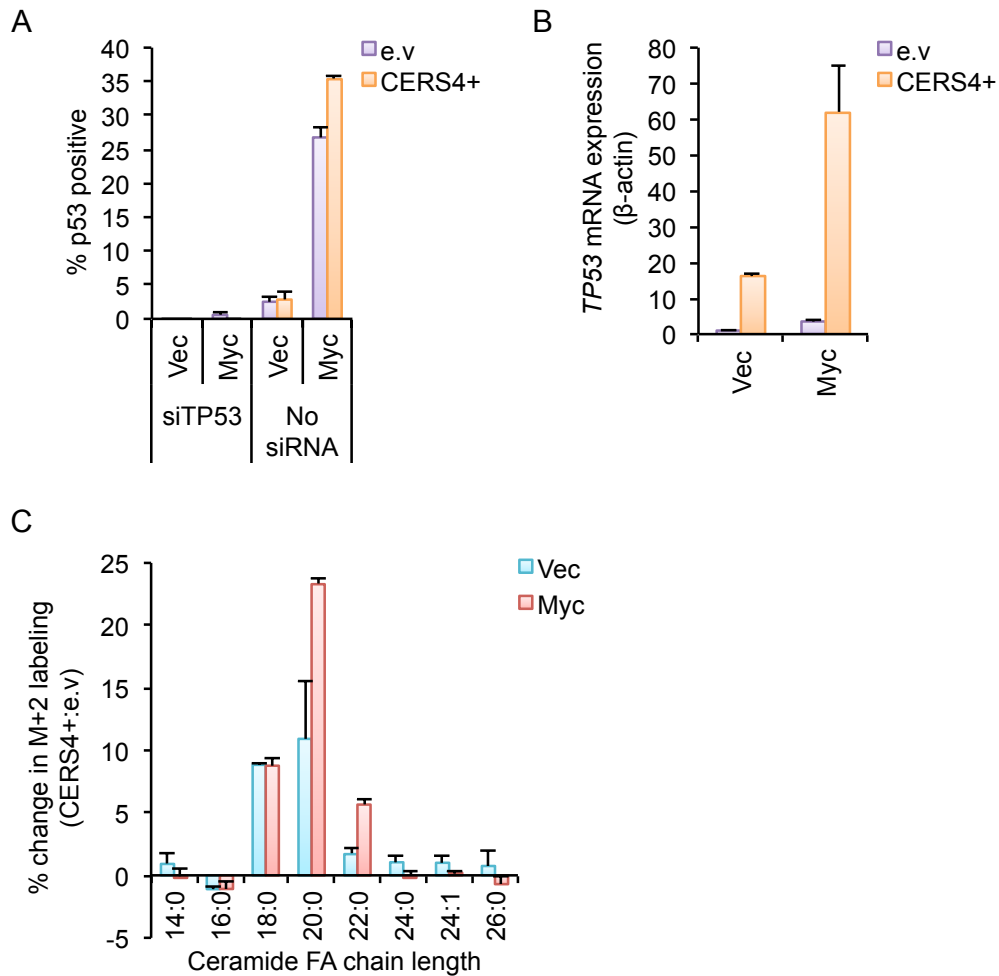 A
% p53 positive
40
35
30
25
20
15
10
5
0
Vec
Myc
Vec
Myc
siTP53
No
siRNA
e.v
CERS4+
B
TP53 mRNA expression
(β-actin)
80
70
60
50
40
30
20
10
0
Vec
Myc
e.v
CERS4+
C
% change in M+2 labeling
(CERS4+:e.v)
25
20
15
10
5
0
-5
14:0
16:0
18:0
20:0
22:0
24:0
24:1
26:0
Ceramide FA chain length
Vec
Myc